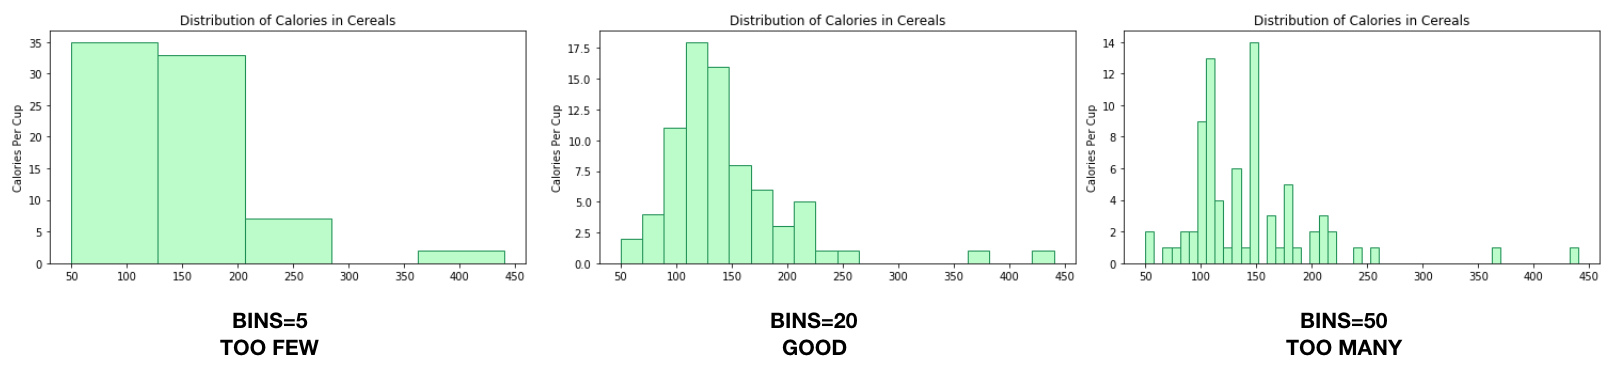 Distribution of Calories in Cereals
Calories Per Cup
35
30
25
20
15
10
5
0
50 100 150 200 250 300 350 400 450
BINS=5
TOO FEW
Distribution of Calories in Cereals
Calories Per Cup
17.5
15.0
12.5
10.0
7.5
5.0
2.5
0.0
50 100 150 200 250 300 350 400 450
BINS=20
GOOD
Distribution of Calories in Cereals
Calories Per Cup
14
12
10
8
6
4
2
0
50 100 150 200 250 300 350 400 450
BINS=50
TOO MANY